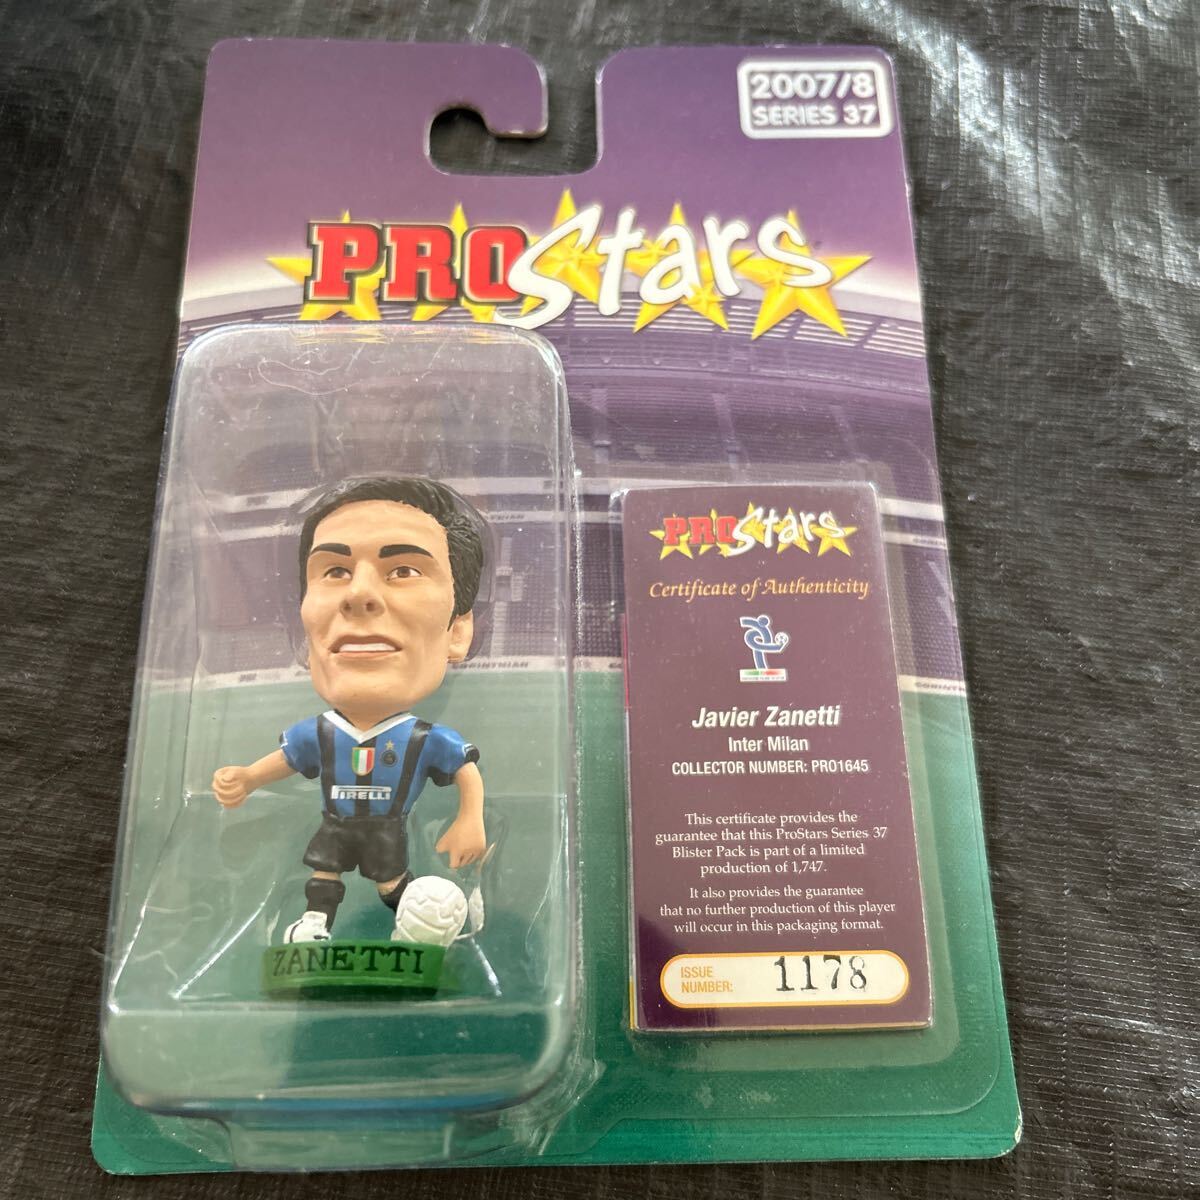 2007/8
SERIES 37
PROStars
PIRELLI
ZANETTI
CORINTHIAN
PROStars
Certificate of Authenticity
Javier Zanetti
Inter Milan
COLLECTOR NUMBER: PRO1645
This certificate provides the
guarantee that this ProStars Series 37
Blister Pack is part of a limited
production of 1,747.
It also provides the guarantee
that no further production of this player
will occur in this packaging format.
ISSUE
NUMBER: 1178